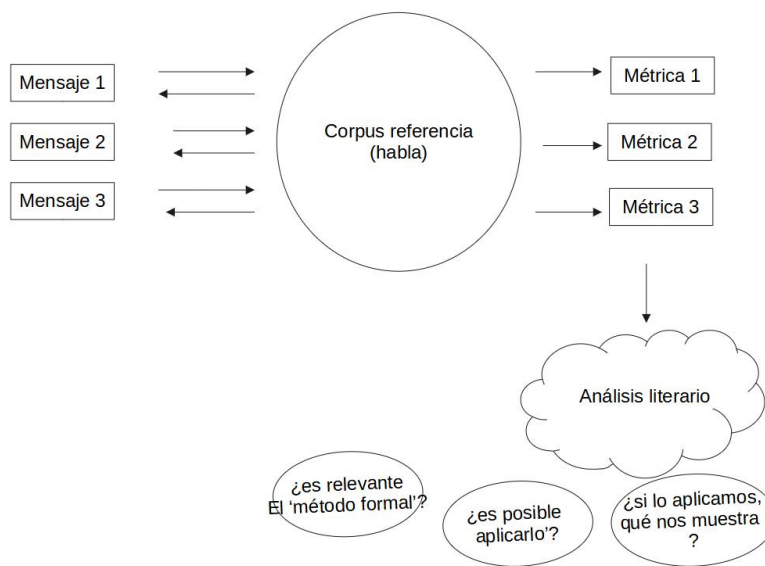 Mensaje 1
Mensaje 2
Mensaje 3
Corpus referencia
(habla)
Métrica 1
Métrica 2
Métrica 3
Análisis literario
¿es relevante
El ‘método formal’?
¿es posible
aplicarlo’?
¿si lo aplicamos,
qué nos muestra
?